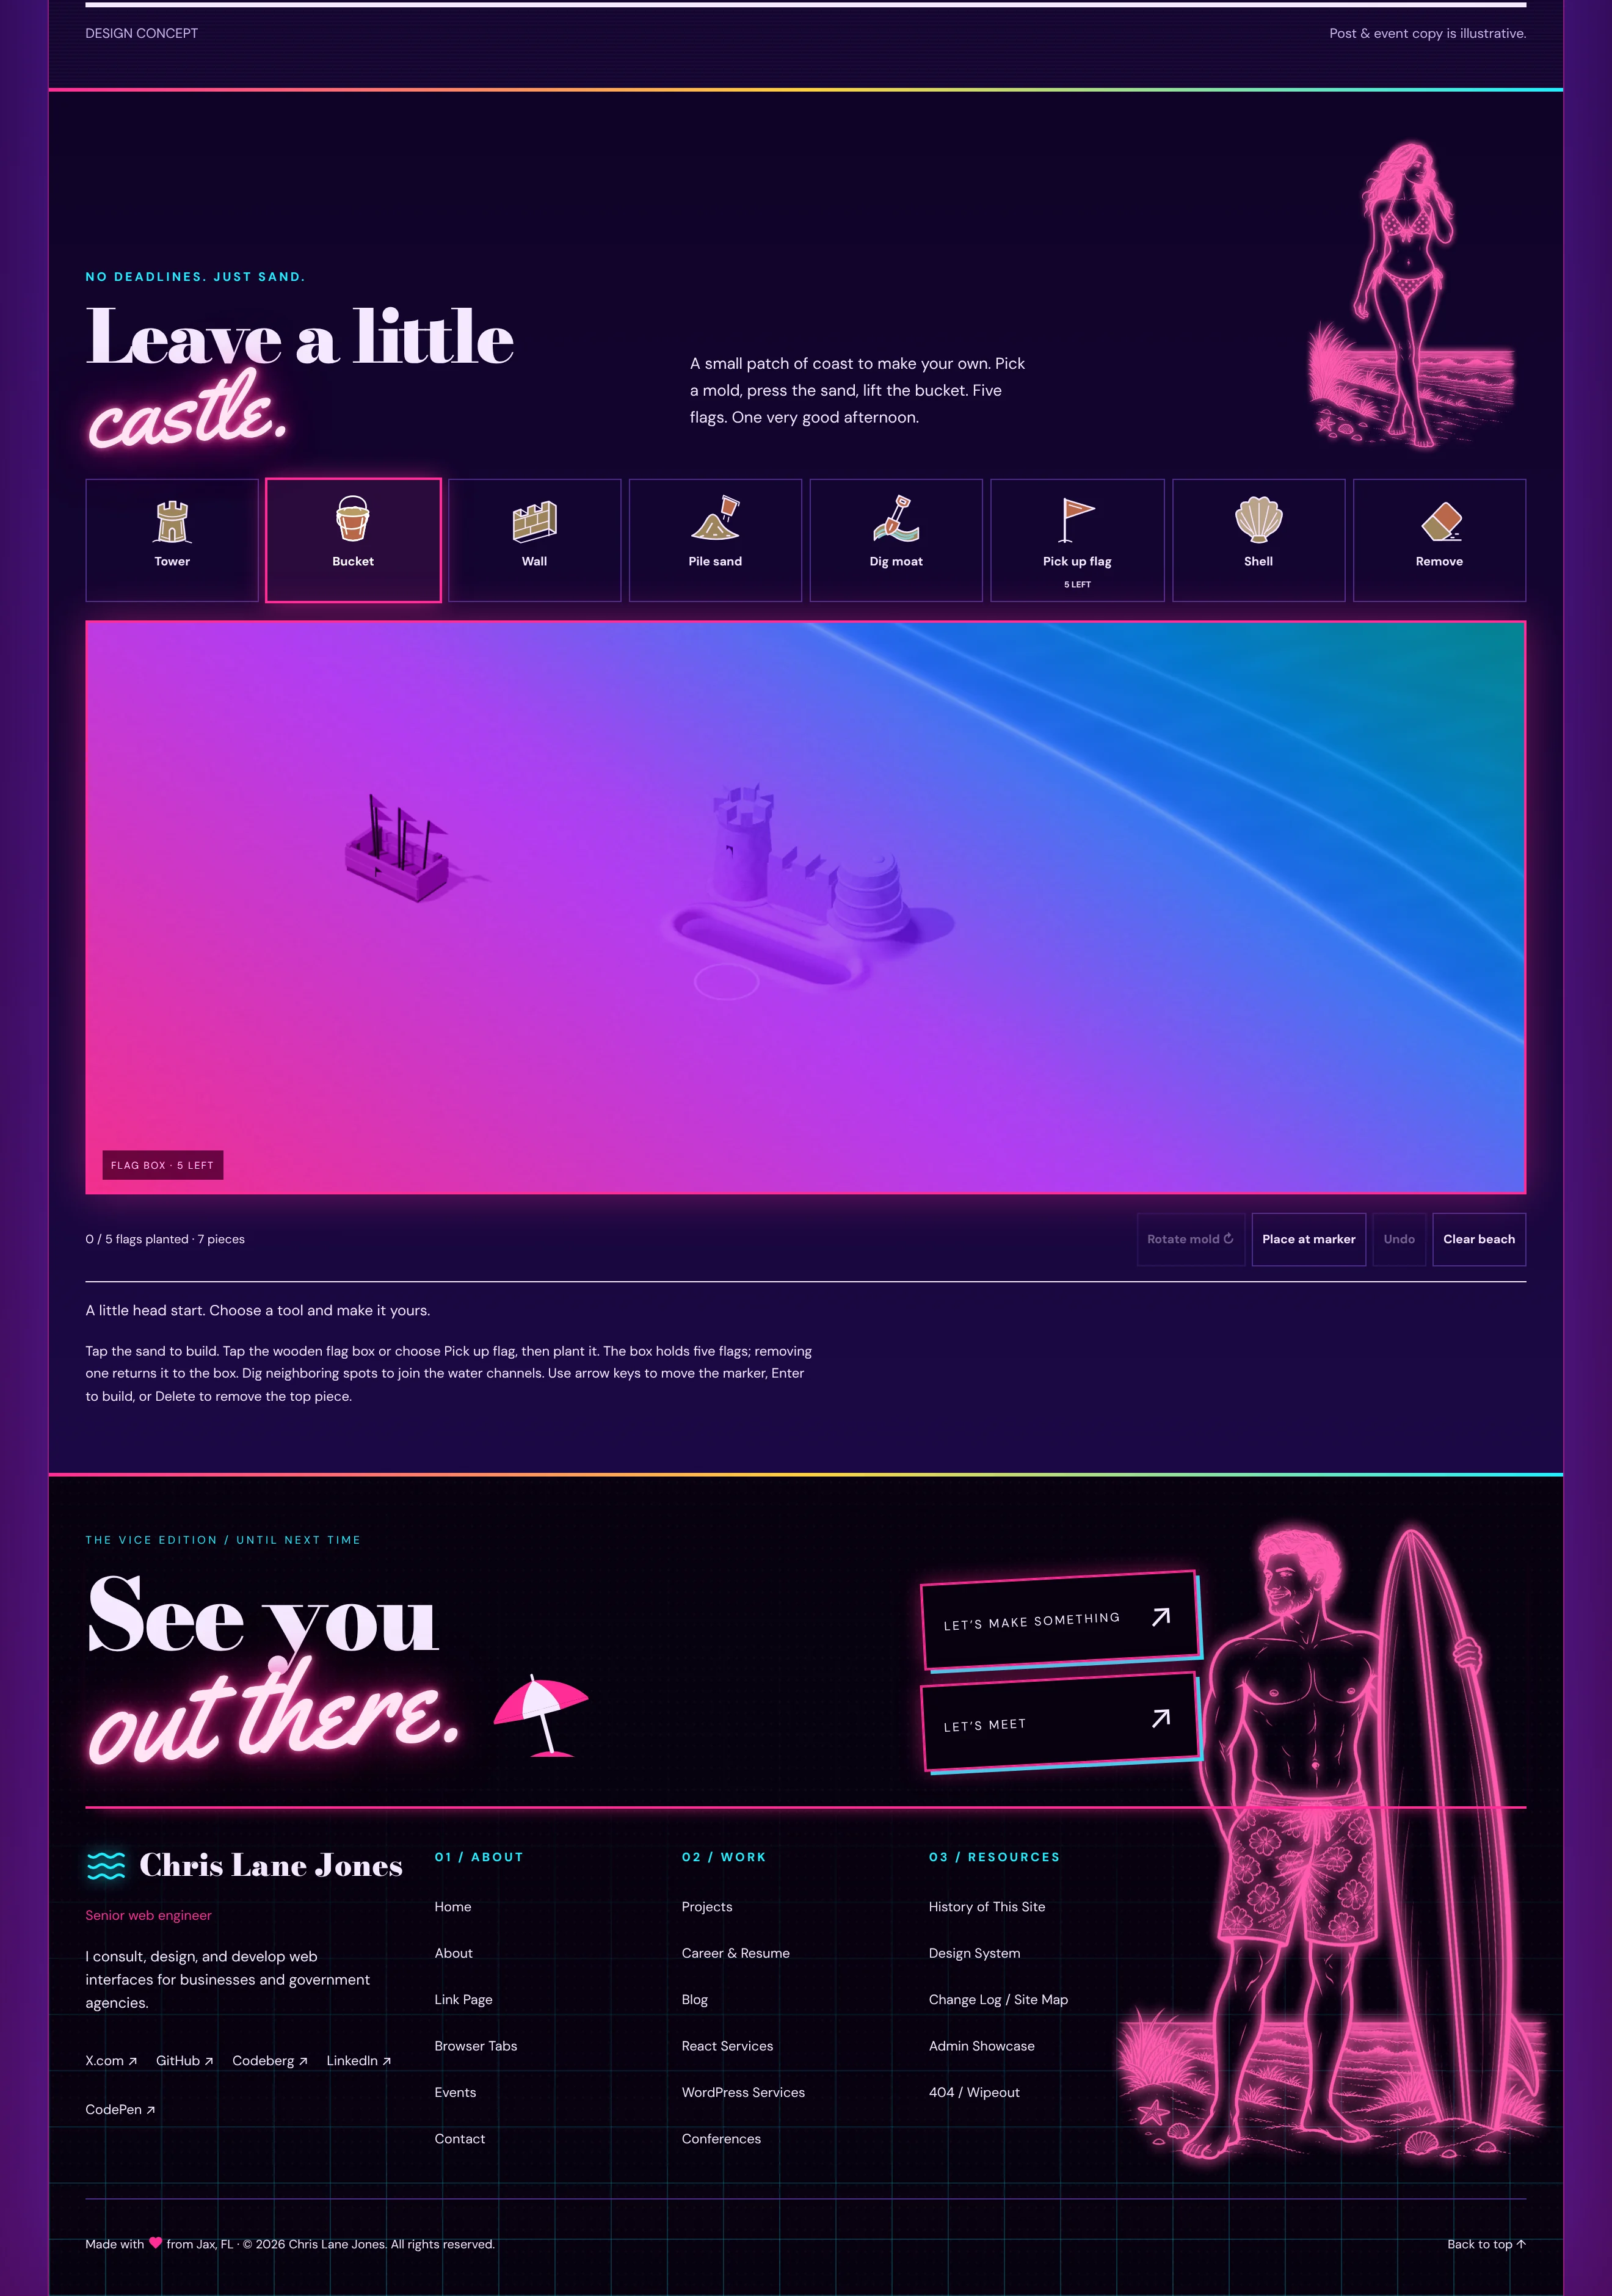 DESIGN CONCEPT
Post & event copy is illustrative.
NO DEADLINES. JUST SAND.
Leave a little
castle.
A small patch of coast to make your own. Pick
a mold, press the sand, lift the bucket. Five
flags. One very good afternoon.
Tower
Bucket
Wall
Pile sand
Dig moat
Pick up flag
5 LEFT
Shell
Remove
FLAG BOX · 5 LEFT
0 / 5 flags planted · 7 pieces
Rotate mold ↻
Place at marker
Undo
Clear beach
A little head start. Choose a tool and make it yours.
Tap the sand to build. Tap the wooden flag box or choose Pick up flag, then plant it. The box holds five flags; removing
one returns it to the box. Dig neighboring spots to join the water channels. Use arrow keys to move the marker, Enter
to build, or Delete to remove the top piece.
THE VICE EDITION / UNTIL NEXT TIME
See you
out there.
LET’S MAKE SOMETHING ↗
LET’S MEET ↗
Chris Lane Jones
Senior web engineer
I consult, design, and develop web
interfaces for businesses and government
agencies.
X.com ↗ GitHub ↗ Codeberg ↗ LinkedIn ↗
CodePen ↗
01 / ABOUT
Home
About
Link Page
Browser Tabs
Events
Contact
02 / WORK
Projects
Career & Resume
Blog
React Services
WordPress Services
Conferences
03 / RESOURCES
History of This Site
Design System
Change Log / Site Map
Admin Showcase
404 / Wipeout
Made with ♥ from Jax, FL · © 2026 Chris Lane Jones. All rights reserved.
Back to top ↑